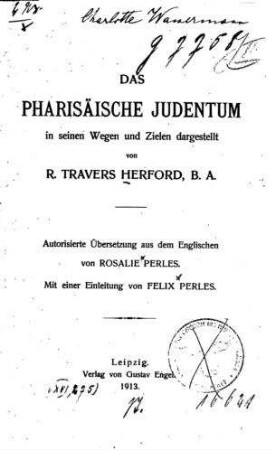 Charlotte
DAS
PHARISÄISCHE JUDENTUM
in seinen Wegen und Zielen dargestellt
von
R. TRAVERS HERFORD, B. A.
Autorisierte Übersetzung aus dem Englischen
von ROSALIE PERLES.
Mit einer Einleitung von FELIX PERLES.
Leipzig.
Verlag von Gustav Engel.
1913.